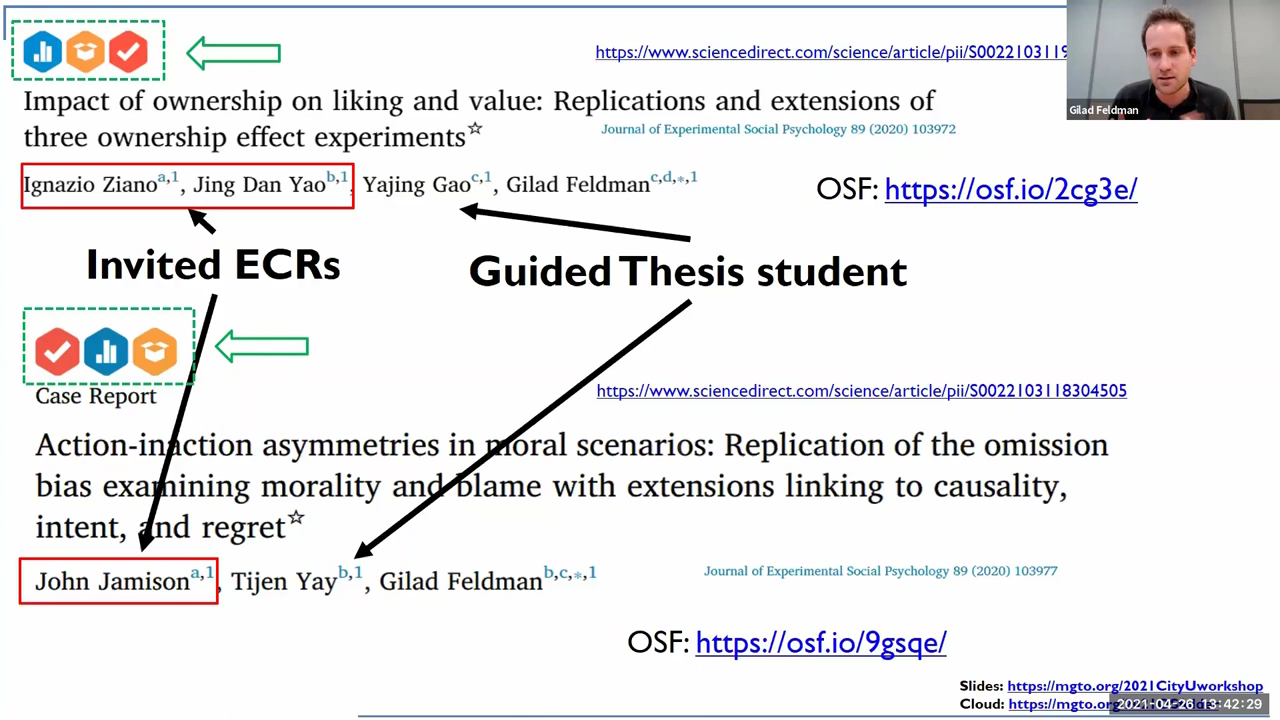 https://www.sciencedirect.com/science/article/pii/S0022103119
Gilad Feldman
Impact of ownership on liking and value: Replications and extensions of
three ownership effect experiments☆
Journal of Experimental Social Psychology 89 (2020) 103972
Ignazio Ziano a,1, Jing Dan Yao b,1, Yajing Gao c,1, Gilad Feldman c,d,*,1
OSF: https://osf.io/2cg3e/
Invited ECRs
Guided Thesis student
Case Report
https://www.sciencedirect.com/science/article/pii/S0022103118304505
Action-inaction asymmetries in moral scenarios: Replication of the omission
bias examining morality and blame with extensions linking to causality,
intent, and regret☆
John Jamison a,1, Tijen Yay b,1, Gilad Feldman b,c,*,1
Journal of Experimental Social Psychology 89 (2020) 103977
OSF: https://osf.io/9gsqe/
Slides: https://mgto.org/2021CityUworkshop
Cloud: https://mgto.org/
2021-04-26 13:42:29